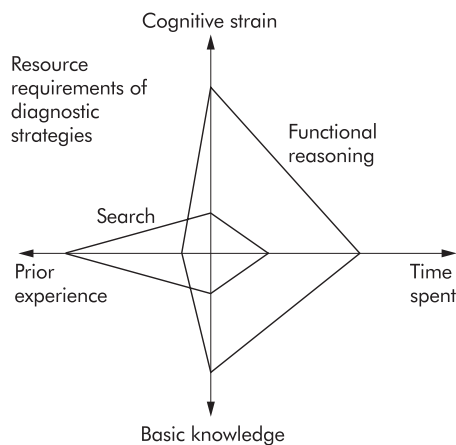 Cognitive strain
Resource
requirements of
diagnostic
strategies
Functional
reasoning
Search
Prior
experience
Time
spent
Basic knowledge